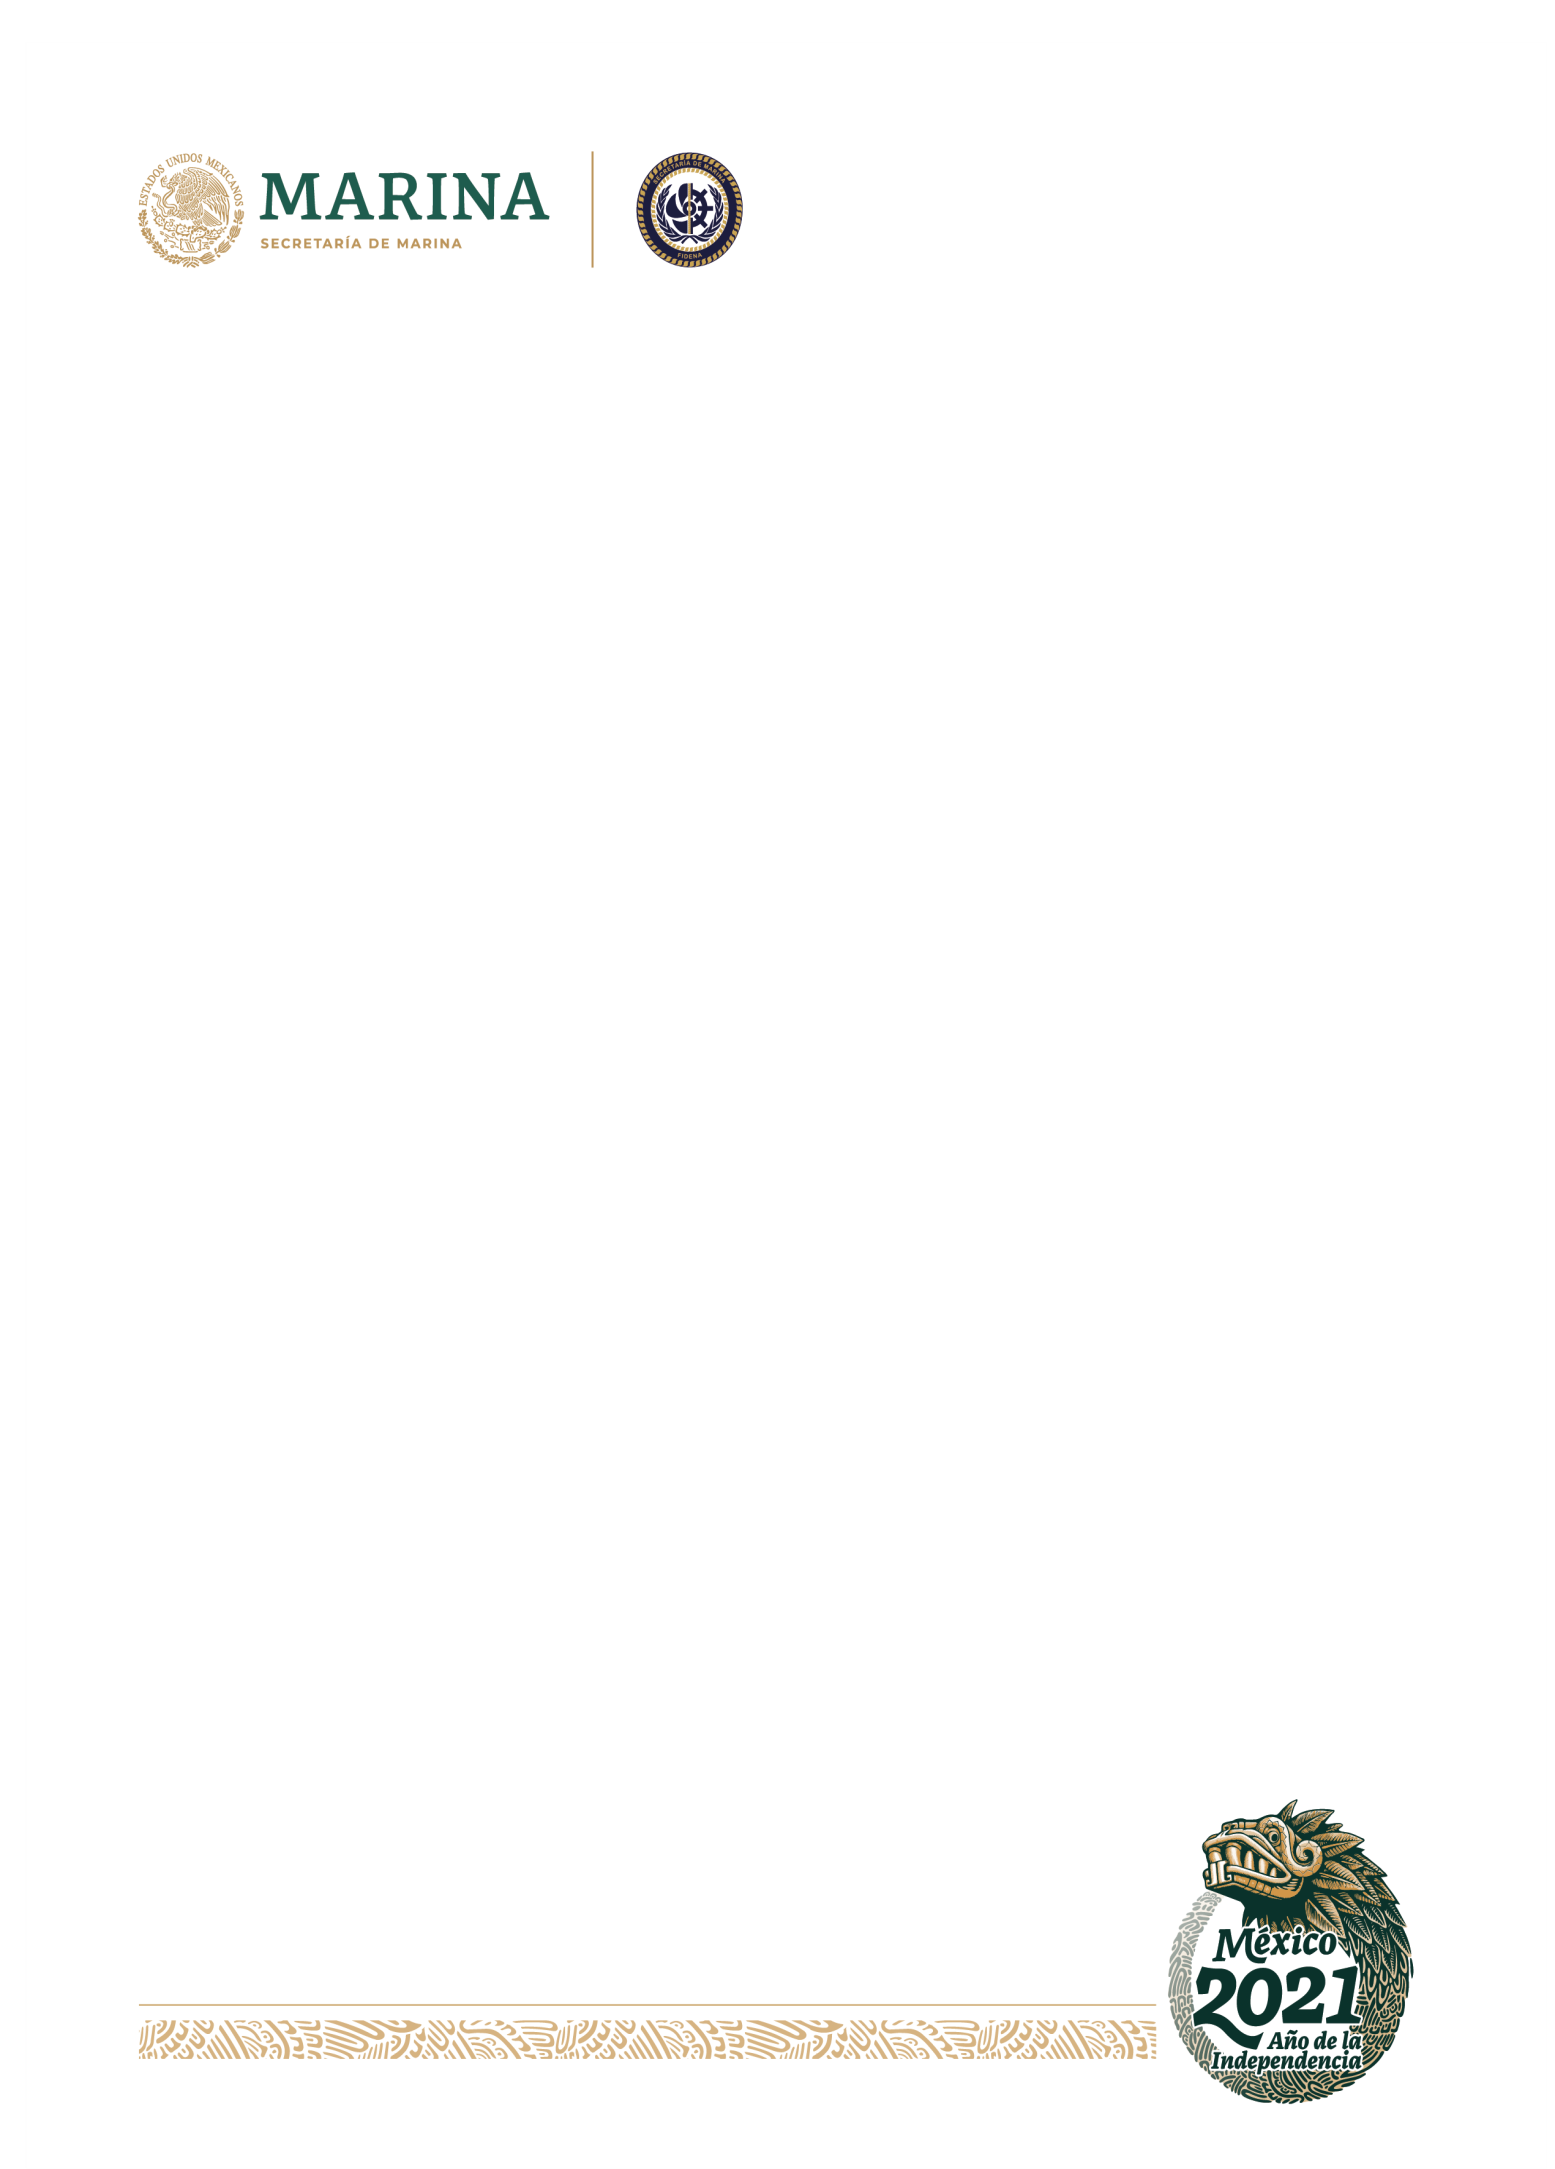 ESTADOS UNIDOS MEXICANOS
MARINA
SECRETARÍA DE MARINA
SECRETARÍA DE MARINA
FIDENA
México
2021
Año de la
Independencia